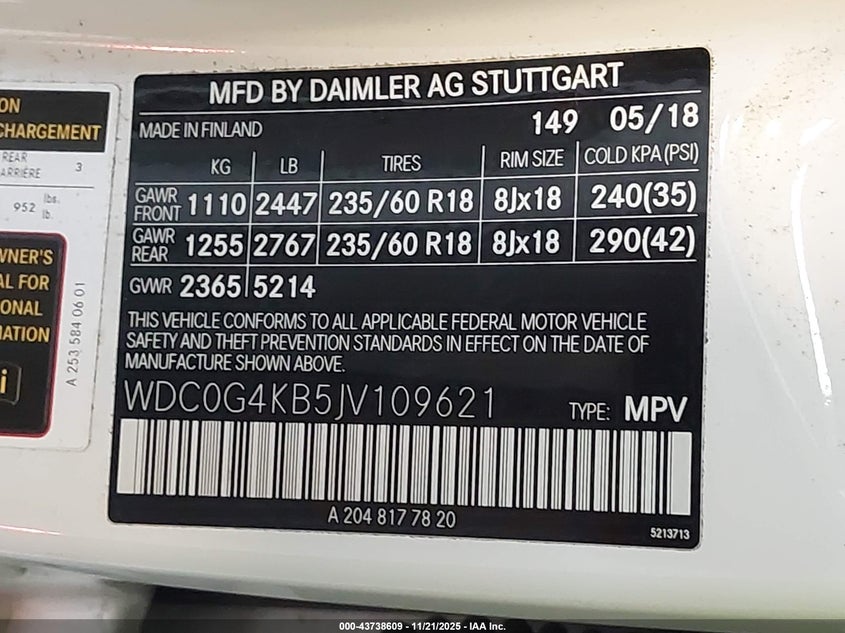 ON
CHARGEMENT
REAR
ARRIÈRE 3
952 lbs. lb.
WNER'S
AL FOR
IONAL
MATION
i
A 253 584 06 01
MFD BY DAIMLER AG STUTTGART
MADE IN FINLAND 149 05/18
KG LB TIRES RIM SIZE COLD KPA (PSI)
GAWR FRONT 1110 2447 235/60 R18 8Jx18 240(35)
GAWR REAR 1255 2767 235/60 R18 8Jx18 290(42)
GVWR 2365 5214
THIS VEHICLE CONFORMS TO ALL APPLICABLE FEDERAL MOTOR VEHICLE
SAFETY AND THEFT PREVENTION STANDARDS IN EFFECT ON THE DATE OF
MANUFACTURE SHOWN ABOVE.
WDC0G4KB5JV109621 TYPE: MPV
A 204 817 78 20
5213713
000-43738609 - 11/21/2025 - IAA Inc.